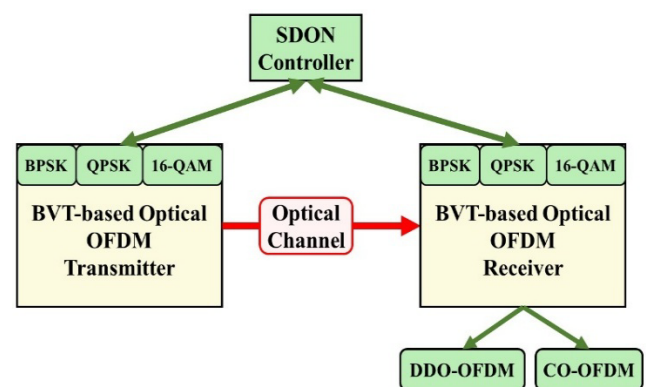 SDON
Controller
BPSK QPSK 16-QAM
BVT-based Optical
OFDM
Transmitter
Optical
Channel
BPSK QPSK 16-QAM
BVT-based Optical
OFDM
Receiver
DDO-OFDM CO-OFDM